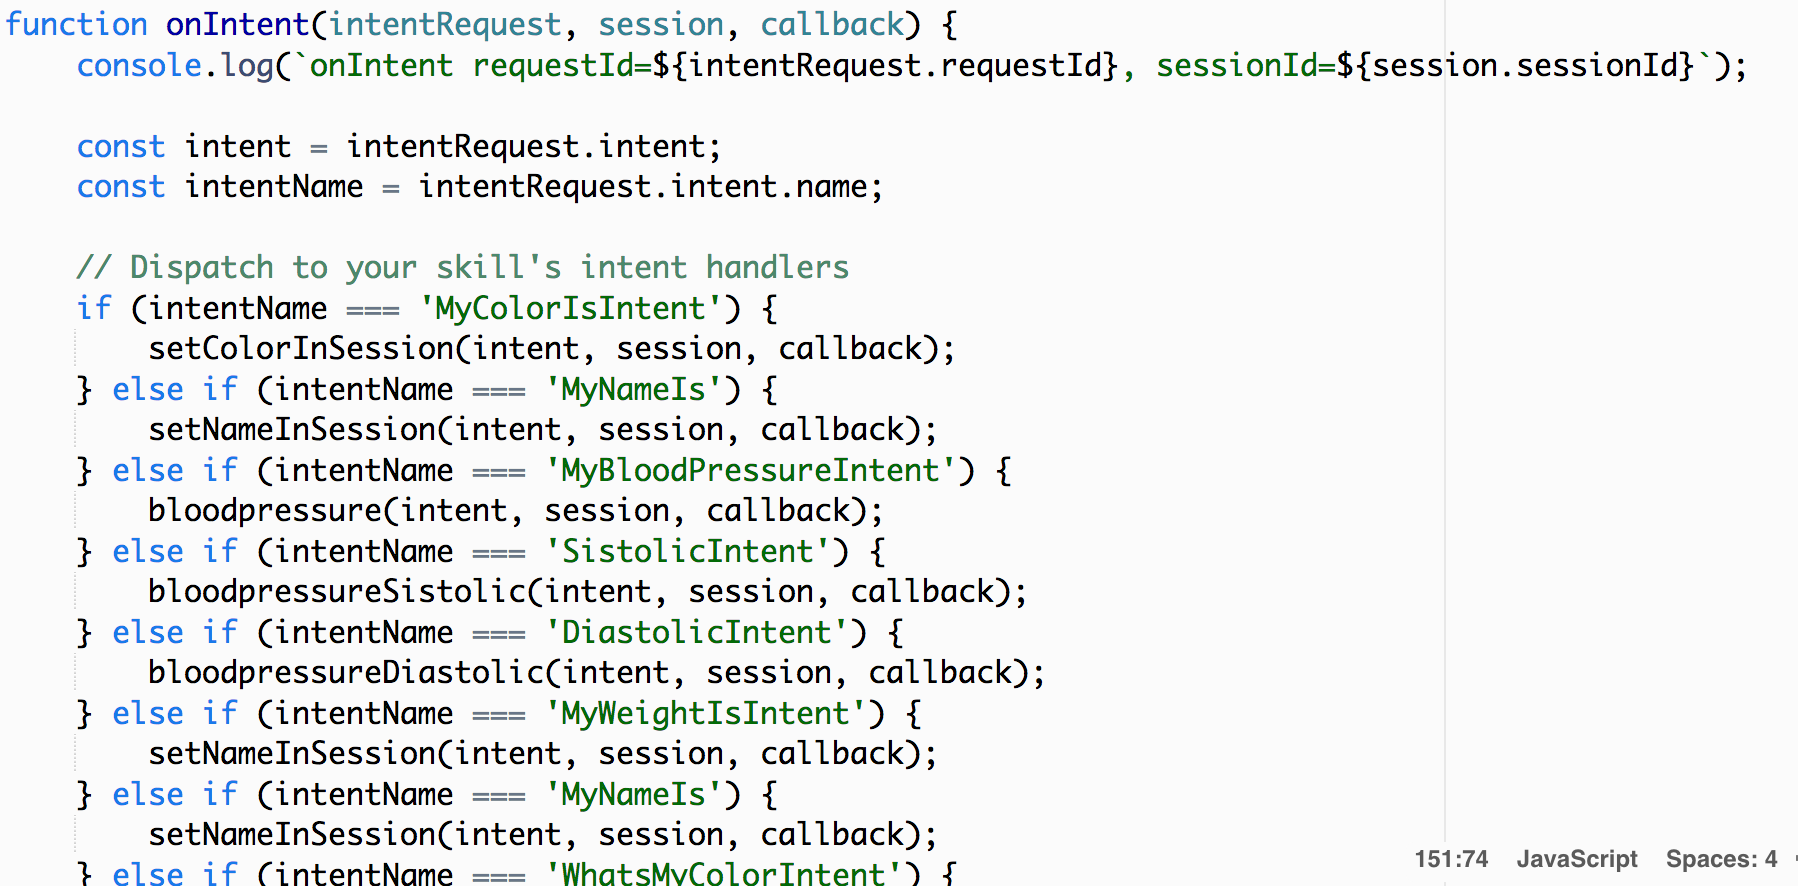 function onIntent(intentRequest, session, callback) {
    console.log(`onIntent requestId=${intentRequest.requestId}, sessionId=${session.sessionId}`);

    const intent = intentRequest.intent;
    const intentName = intentRequest.intent.name;

    // Dispatch to your skill's intent handlers
    if (intentName === 'MyColorIsIntent') {
        setColorInSession(intent, session, callback);
    } else if (intentName === 'MyNameIs') {
        setNameInSession(intent, session, callback);
    } else if (intentName === 'MyBloodPressureIntent') {
        bloodpressure(intent, session, callback);
    } else if (intentName === 'SistolicIntent') {
        bloodpressureSistolic(intent, session, callback);
    } else if (intentName === 'DiastolicIntent') {
        bloodpressureDiastolic(intent, session, callback);
    } else if (intentName === 'MyWeightIsIntent') {
        setNameInSession(intent, session, callback);
    } else if (intentName === 'MyNameIs') {
        setNameInSession(intent, session, callback);
    } else if (intentName === 'WhatsMyColorIntent') {
151:74 JavaScript Spaces: 4